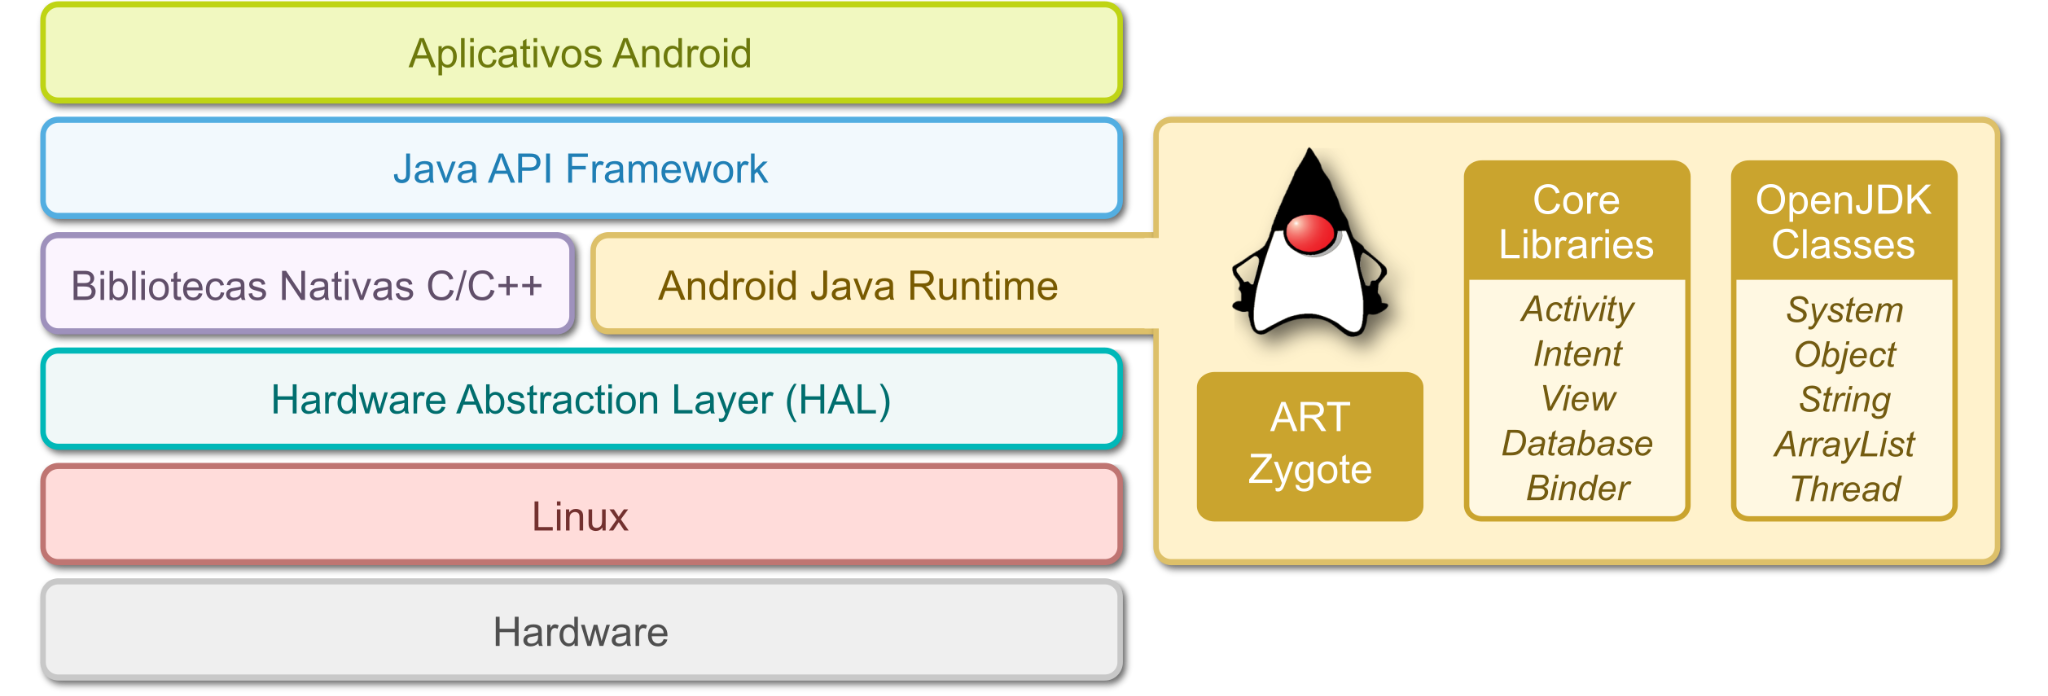 Aplicativos Android
Java API Framework
Bibliotecas Nativas C/C++
Android Java Runtime
Hardware Abstraction Layer (HAL)
Linux
Hardware
ART
Zygote
Core
Libraries
Activity
Intent
View
Database
Binder
OpenJDK
Classes
System
Object
String
ArrayList
Thread